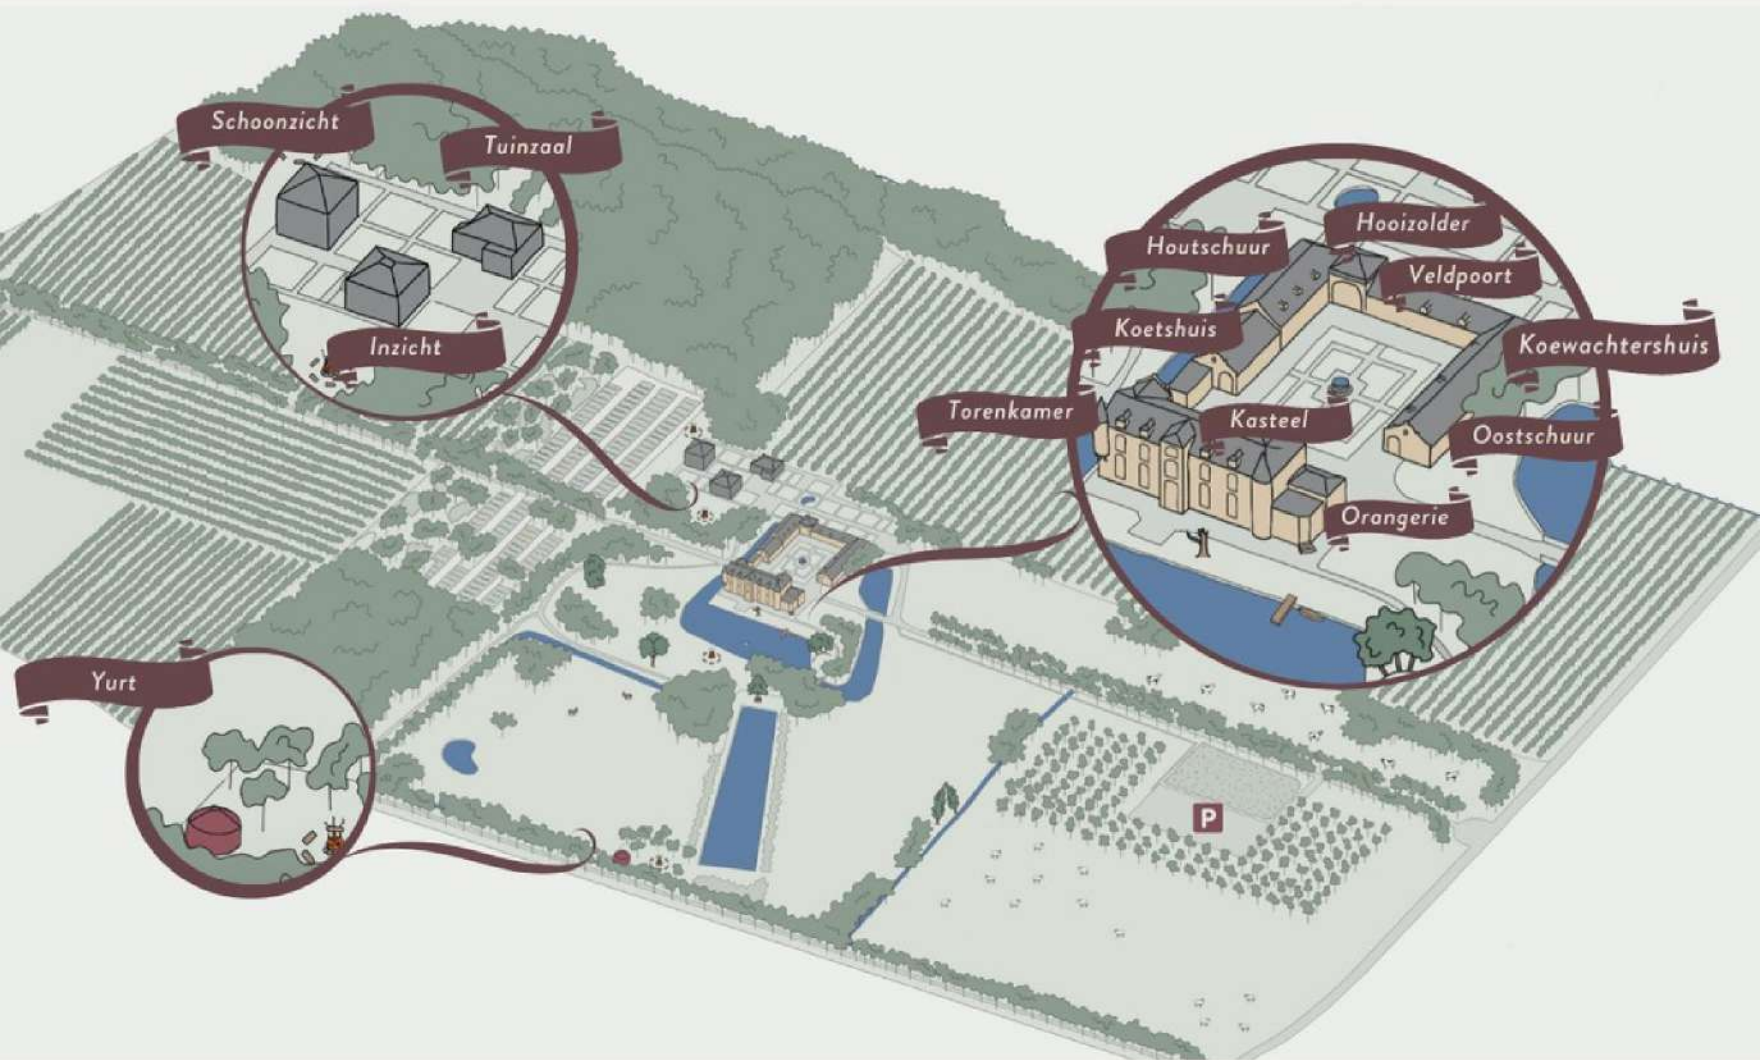 Schoonzicht
Tuinzaal
Inzicht
Hooizolder
Houtschuur
Veldpoort
Koetshuis
Koewachtershuis
Torenkamer
Kasteel
Oostschuur
Orangerie
Yurt
P